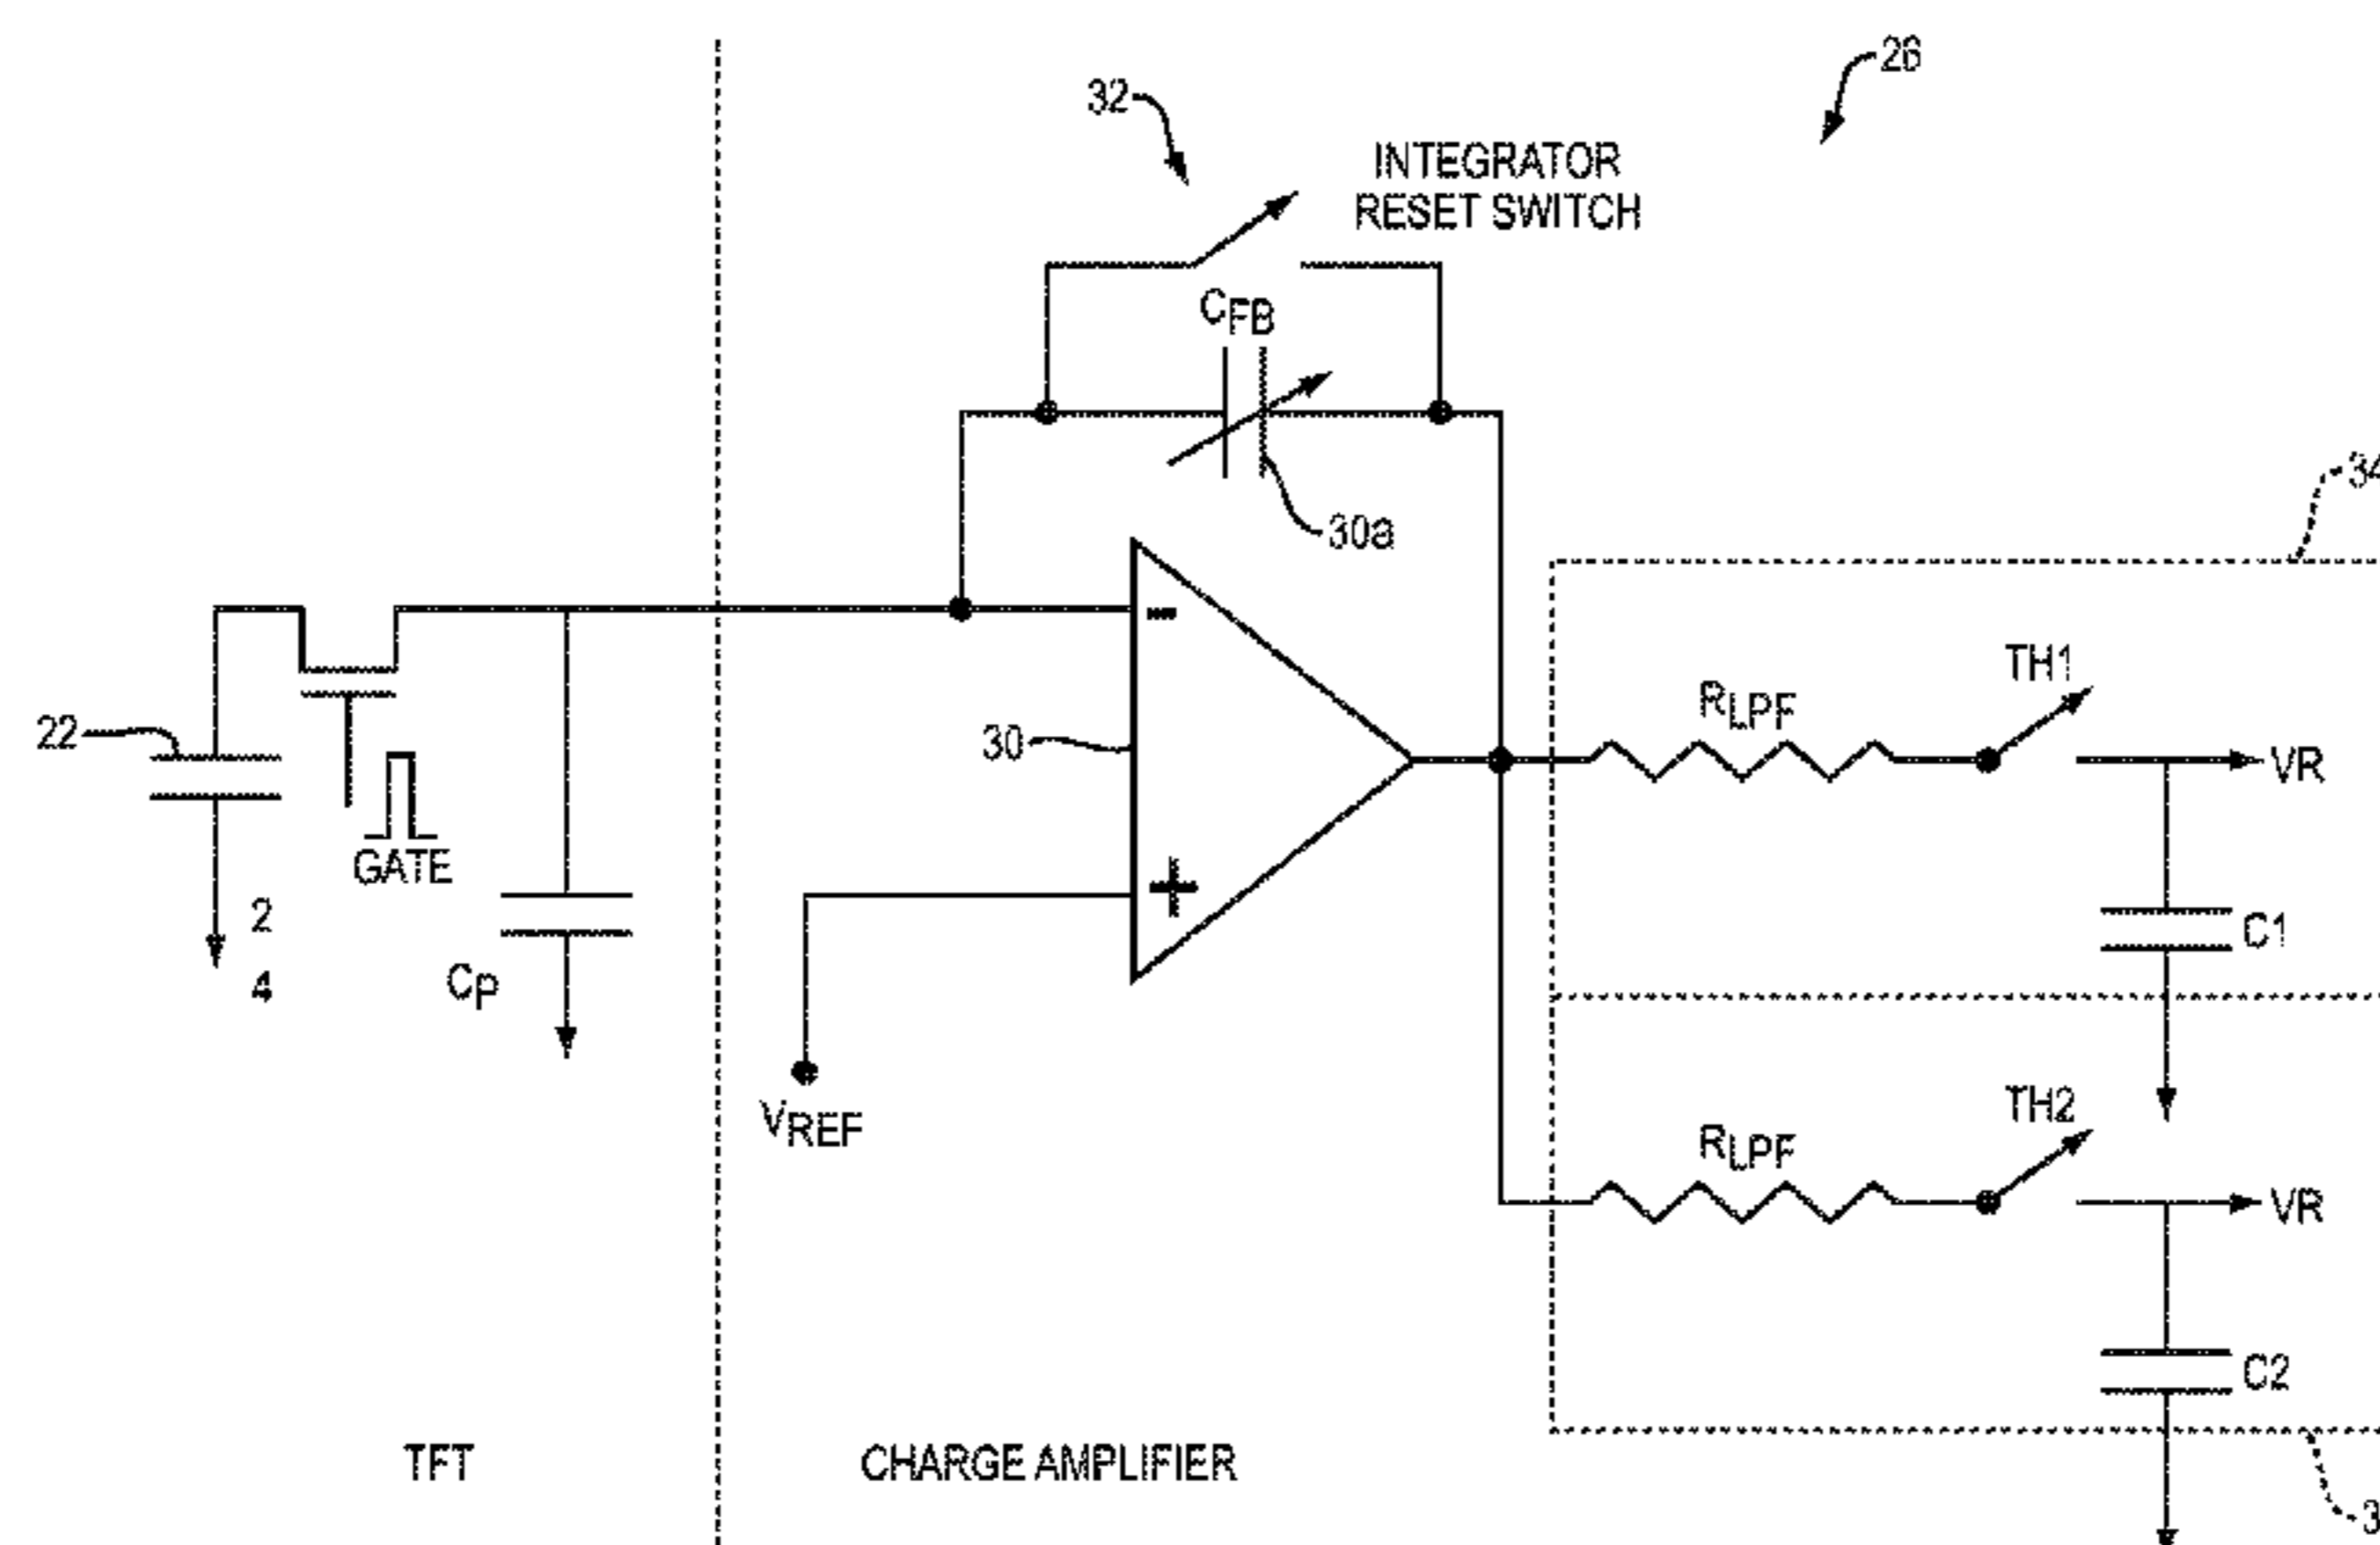 26
32
INTEGRATOR
RESET SWITCH
CFB
30a
34
-
TH1
RLPF
22
30
VR
GATE
+
2
4
C1
CP
VREF
TH2
RLPF
VR
C2
TFT
CHARGE AMPLIFIER